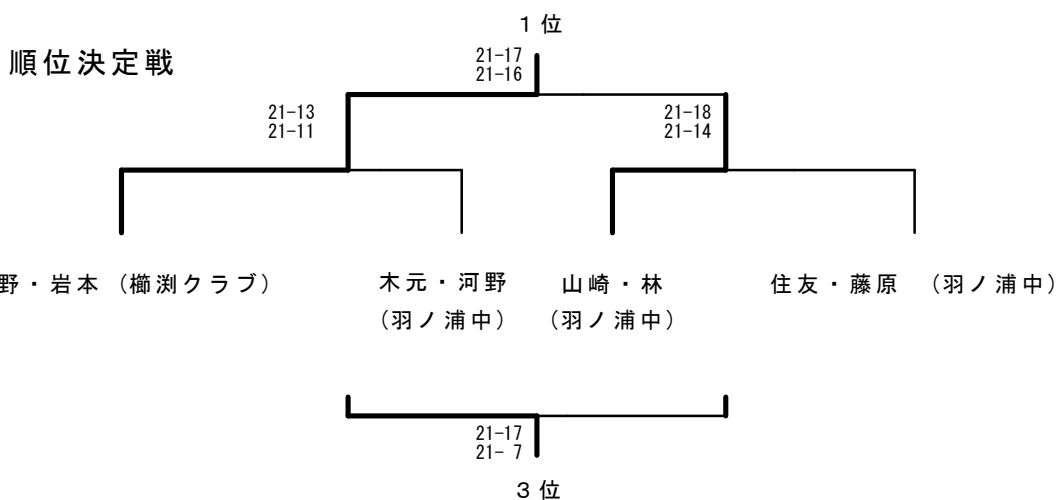 1 位
順位決定戦
21-17
21-16
21-13
21-11
21-18
21-14
野・岩本 (櫛渕クラブ)
木元・河野
(羽ノ浦中)
山崎・林
(羽ノ浦中)
住友・藤原 (羽ノ浦中)
21-17
21- 7
3 位